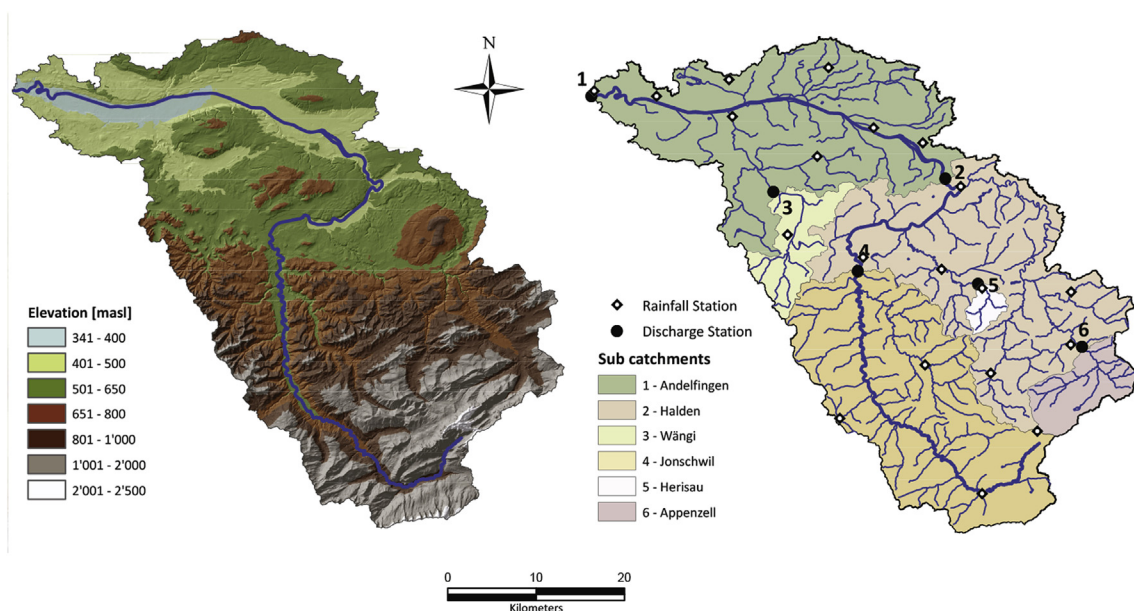 N
Elevation [masl]
341 - 400
401 - 500
501 - 650
651 - 800
801 - 1'000
1'001 - 2'000
2'001 - 2'500
1
2
3
4
5
6
Rainfall Station
Discharge Station
Sub catchments
1 - Andelfingen
2 - Halden
3 - Wängi
4 - Jonschwil
5 - Herisau
6 - Appenzell
0 10 20
Kilometers